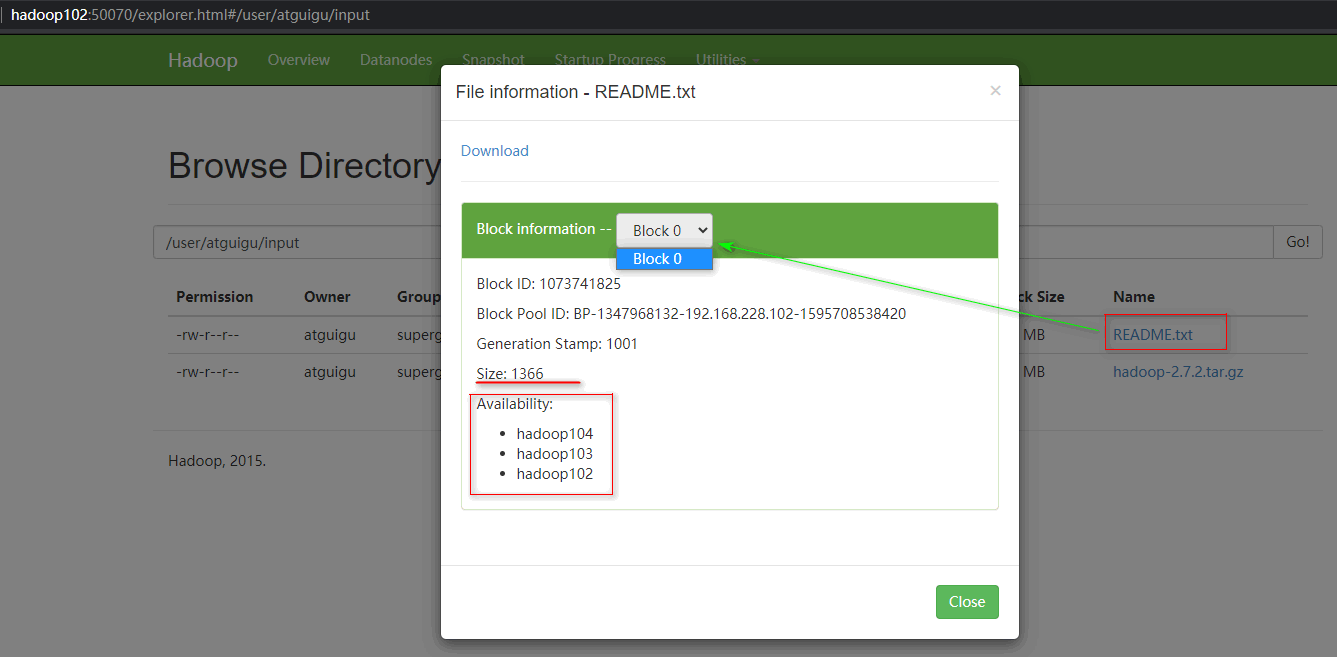 hadoop102:50070/explorer.html#/user/atguigu/input
Hadoop Overview Datanodes Snapshot Startup Progress Utilities
File information - README.txt ×
Download
Browse Directory
Block information -- Block 0
Block 0
/user/atguigu/input Go!
Block ID: 1073741825
Permission Owner Group ck Size Name
Block Pool ID: BP-1347968132-192.168.228.102-1595708538420
-rw-r--r-- atguigu superg MB README.txt
Generation Stamp: 1001
-rw-r--r-- atguigu superg MB hadoop-2.7.2.tar.gz
Size: 1366
Availability:
hadoop104
hadoop103
hadoop102
Hadoop, 2015.
Close